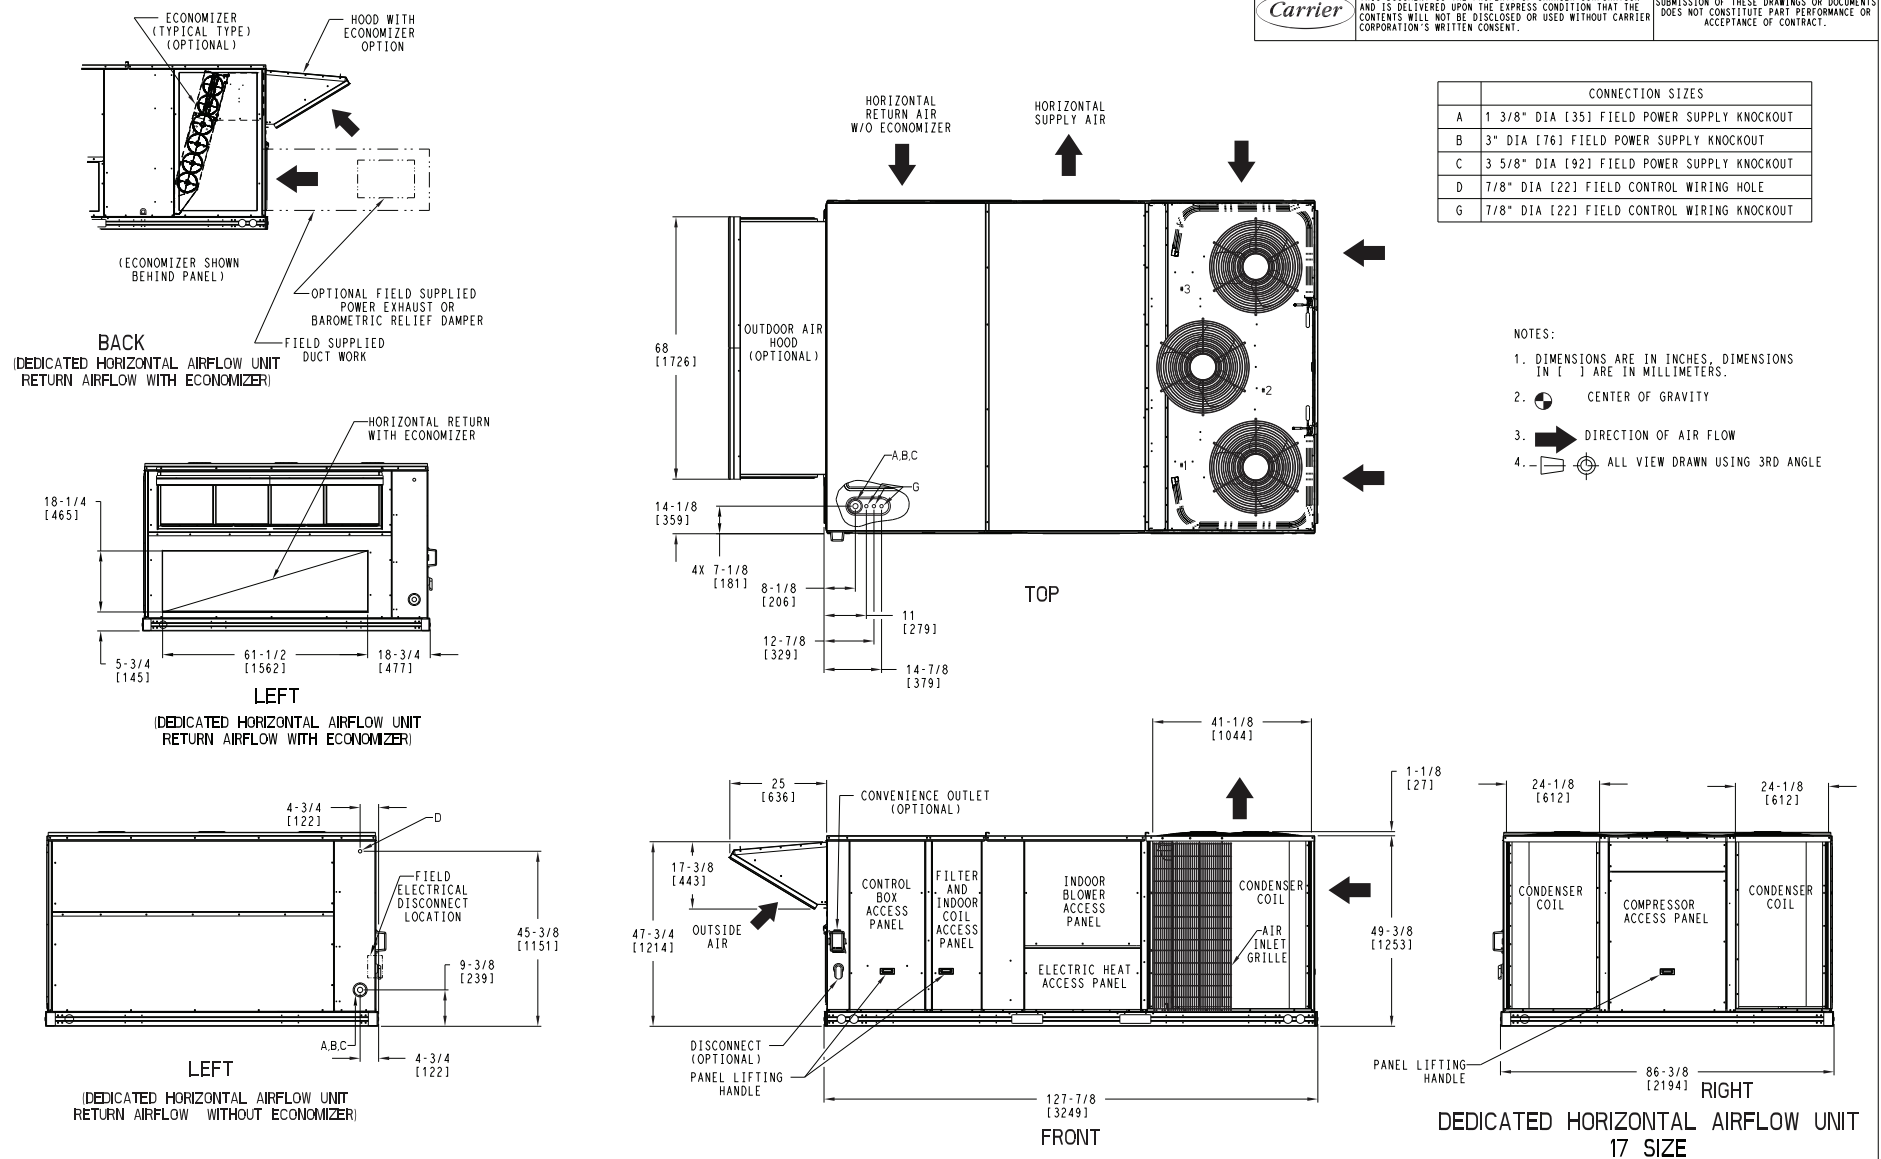 Carrier
AND IS DELIVERED UPON THE EXPRESS CONDITION THAT THE
CONTENTS WILL NOT BE DISCLOSED OR USED WITHOUT CARRIER
CORPORATION'S WRITTEN CONSENT.
SUBMISSION OF THESE DRAWINGS OR DOCUMENTS
DOES NOT CONSTITUTE PART PERFORMANCE OR
ACCEPTANCE OF CONTRACT.
CONNECTION SIZES
A 1 3/8" DIA [35] FIELD POWER SUPPLY KNOCKOUT
B 3" DIA [76] FIELD POWER SUPPLY KNOCKOUT
C 3 5/8" DIA [92] FIELD POWER SUPPLY KNOCKOUT
D 7/8" DIA [22] FIELD CONTROL WIRING HOLE
G 7/8" DIA [22] FIELD CONTROL WIRING KNOCKOUT
NOTES:
1. DIMENSIONS ARE IN INCHES, DIMENSIONS
IN [ ] ARE IN MILLIMETERS.
2. CENTER OF GRAVITY
3. DIRECTION OF AIR FLOW
4. ALL VIEW DRAWN USING 3RD ANGLE
ECONOMIZER
(TYPICAL TYPE)
(OPTIONAL)
HOOD WITH
ECONOMIZER
OPTION
(ECONOMIZER SHOWN
BEHIND PANEL)
OPTIONAL FIELD SUPPLIED
POWER EXHAUST OR
BAROMETRIC RELIEF DAMPER
FIELD SUPPLIED
DUCT WORK
BACK
(DEDICATED HORIZONTAL AIRFLOW UNIT
RETURN AIRFLOW WITH ECONOMIZER)
HORIZONTAL RETURN
WITH ECONOMIZER
18-1/4
[465]
5-3/4
[145]
61-1/2
[1562]
18-3/4
[477]
LEFT
(DEDICATED HORIZONTAL AIRFLOW UNIT
RETURN AIRFLOW WITH ECONOMIZER)
4-3/4
[122]
D
FIELD
ELECTRICAL
DISCONNECT
LOCATION
45-3/8
[1151]
9-3/8
[239]
A,B,C
4-3/4
[122]
LEFT
(DEDICATED HORIZONTAL AIRFLOW UNIT
RETURN AIRFLOW WITHOUT ECONOMIZER)
HORIZONTAL
RETURN AIR
W/O ECONOMIZER
HORIZONTAL
SUPPLY AIR
OUTDOOR AIR
HOOD
(OPTIONAL)
68
[1726]
3
2
1
A,B,C
G
14-1/8
[359]
4X 7-1/8
[181]
8-1/8
[206]
11
[279]
12-7/8
[329]
14-7/8
[379]
TOP
41-1/8
[1044]
1-1/8
[27]
25
[636]
CONVENIENCE OUTLET
(OPTIONAL)
17-3/8
[443]
47-3/4
[1214]
OUTSIDE
AIR
CONTROL
BOX
ACCESS
PANEL
FILTER
AND
INDOOR
COIL
ACCESS
PANEL
INDOOR
BLOWER
ACCESS
PANEL
ELECTRIC HEAT
ACCESS PANEL
CONDENSER
COIL
AIR
INLET
GRILLE
49-3/8
[1253]
DISCONNECT
(OPTIONAL)
PANEL LIFTING
HANDLE
127-7/8
[3249]
FRONT
24-1/8
[612]
24-1/8
[612]
CONDENSER
COIL
COMPRESSOR
ACCESS PANEL
CONDENSER
COIL
PANEL LIFTING
HANDLE
86-3/8
[2194]
RIGHT
DEDICATED HORIZONTAL AIRFLOW UNIT
17 SIZE